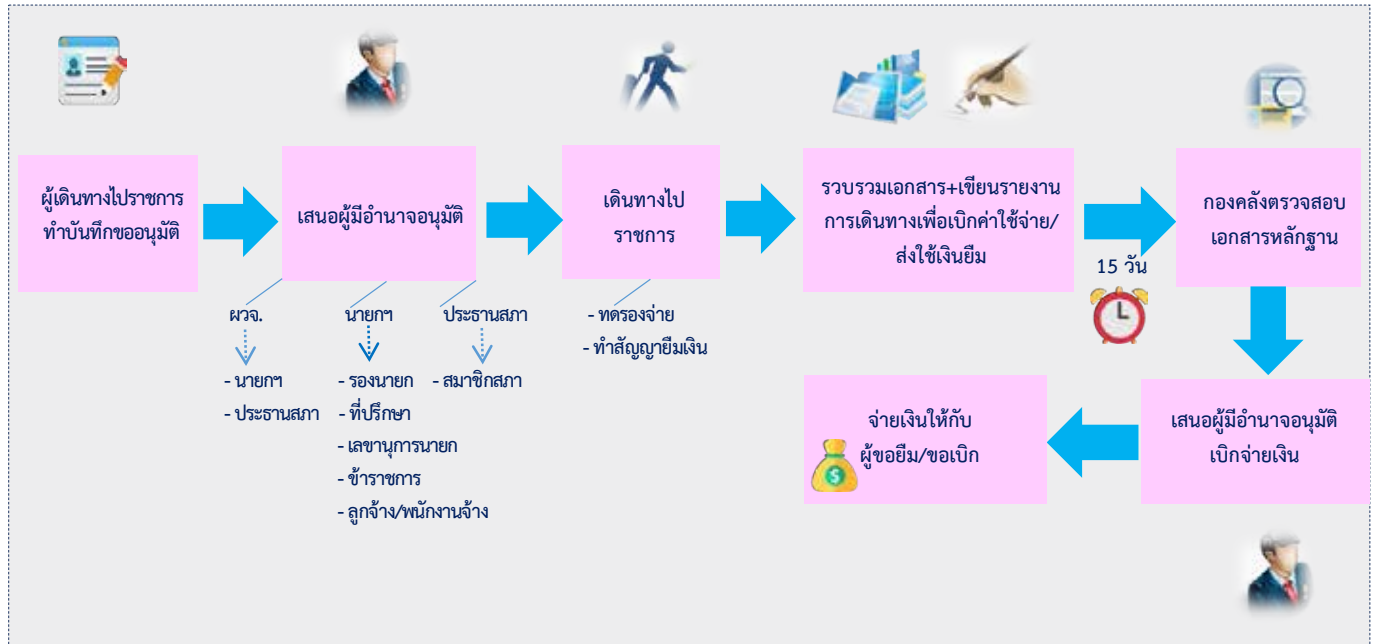 ผู้เดินทางไปราชการ
ทำบันทึกขออนุมัติ
เสนอผู้มีอำนาจอนุมัติ
เดินทางไป
ราชการ
รวบรวมเอกสาร+เขียนรายงาน
การเดินทางเพื่อเบิกค่าใช้จ่าย/
ส่งใช้เงินยืม
15 วัน
กองคลังตรวจสอบ
เอกสารหลักฐาน
ผวจ.
- นายกฯ
- ประธานสภา
นายกฯ
- รองนายก
- ที่ปรึกษา
- เลขานุการนายก
- ข้าราชการ
- ลูกจ้าง/พนักงานจ้าง
ประธานสภา
- สมาชิกสภา
- ทดรองจ่าย
- ทำสัญญายืมเงิน
เสนอผู้มีอำนาจอนุมัติ
เบิกจ่ายเงิน
จ่ายเงินให้กับ
ผู้ขอยืม/ขอเบิก